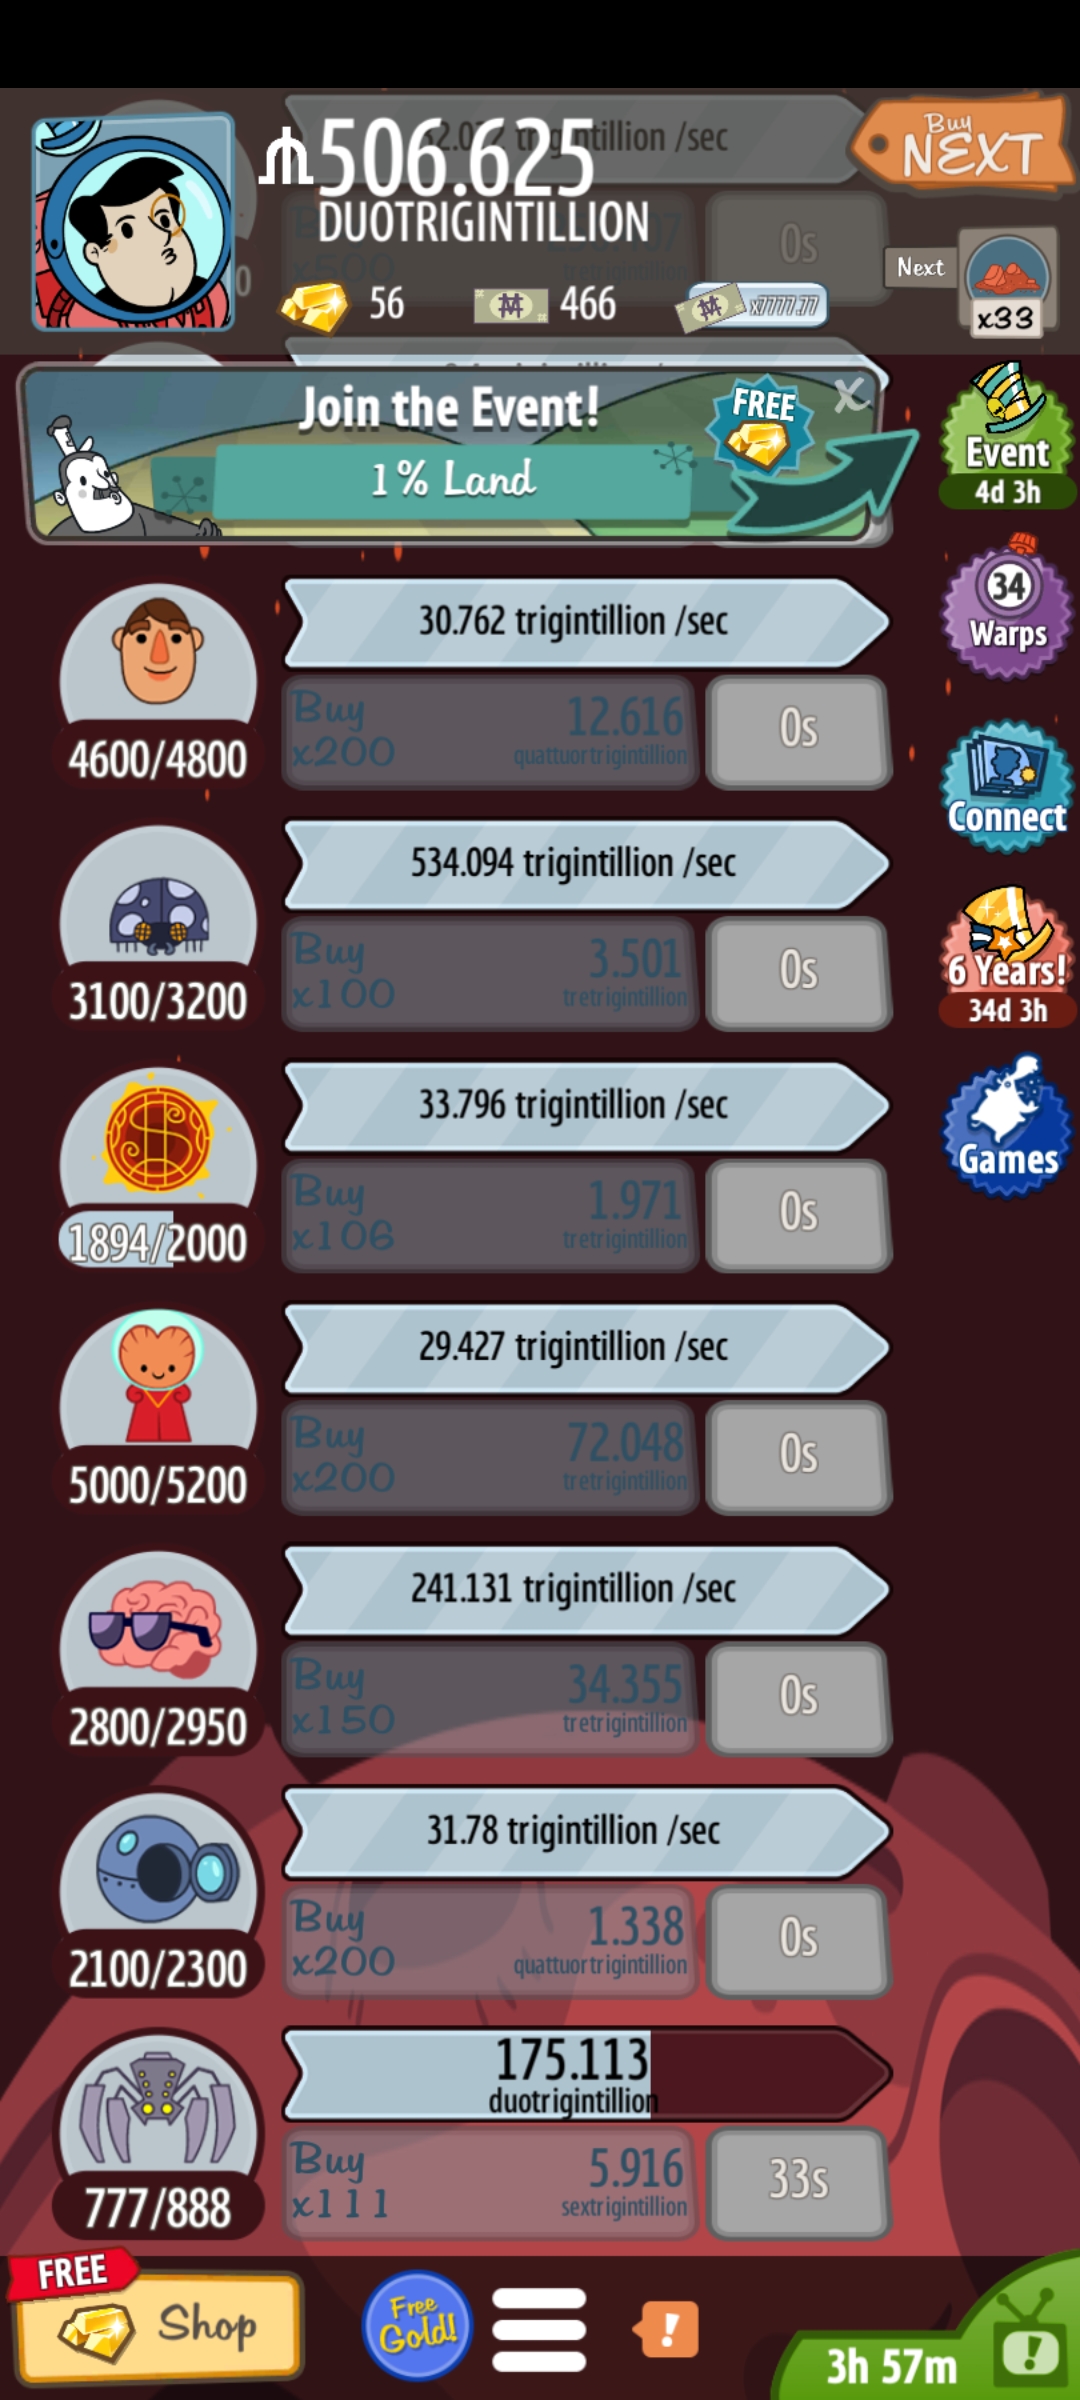 506.625
DUOTRIGINTILLION
Buy
NEXT
0s
56
466
x7777.77
Next
x33
Join the Event!
FREE
X
1% Land
Event
4d 3h
30.762 trigintillion /sec
Buy
x200
12.616
quattuortrigintillion
0s
4600/4800
34
Warps
534.094 trigintillion /sec
Buy
x100
3.501
tretrigintillion
0s
3100/3200
Connect
6 Years!
34d 3h
33.796 trigintillion /sec
Buy
x106
1.971
tretrigintillion
0s
1894/2000
Games
29.427 trigintillion /sec
Buy
x200
72.048
tretrigintillion
0s
5000/5200
241.131 trigintillion /sec
Buy
x150
34.355
tretrigintillion
0s
2800/2950
31.78 trigintillion /sec
Buy
x200
1.338
quattuortrigintillion
0s
2100/2300
175.113
duotrigintillion
Buy
x111
5.916
sextrigintillion
33s
777/888
FREE
Shop
Free
Gold!
!
3h 57m
!